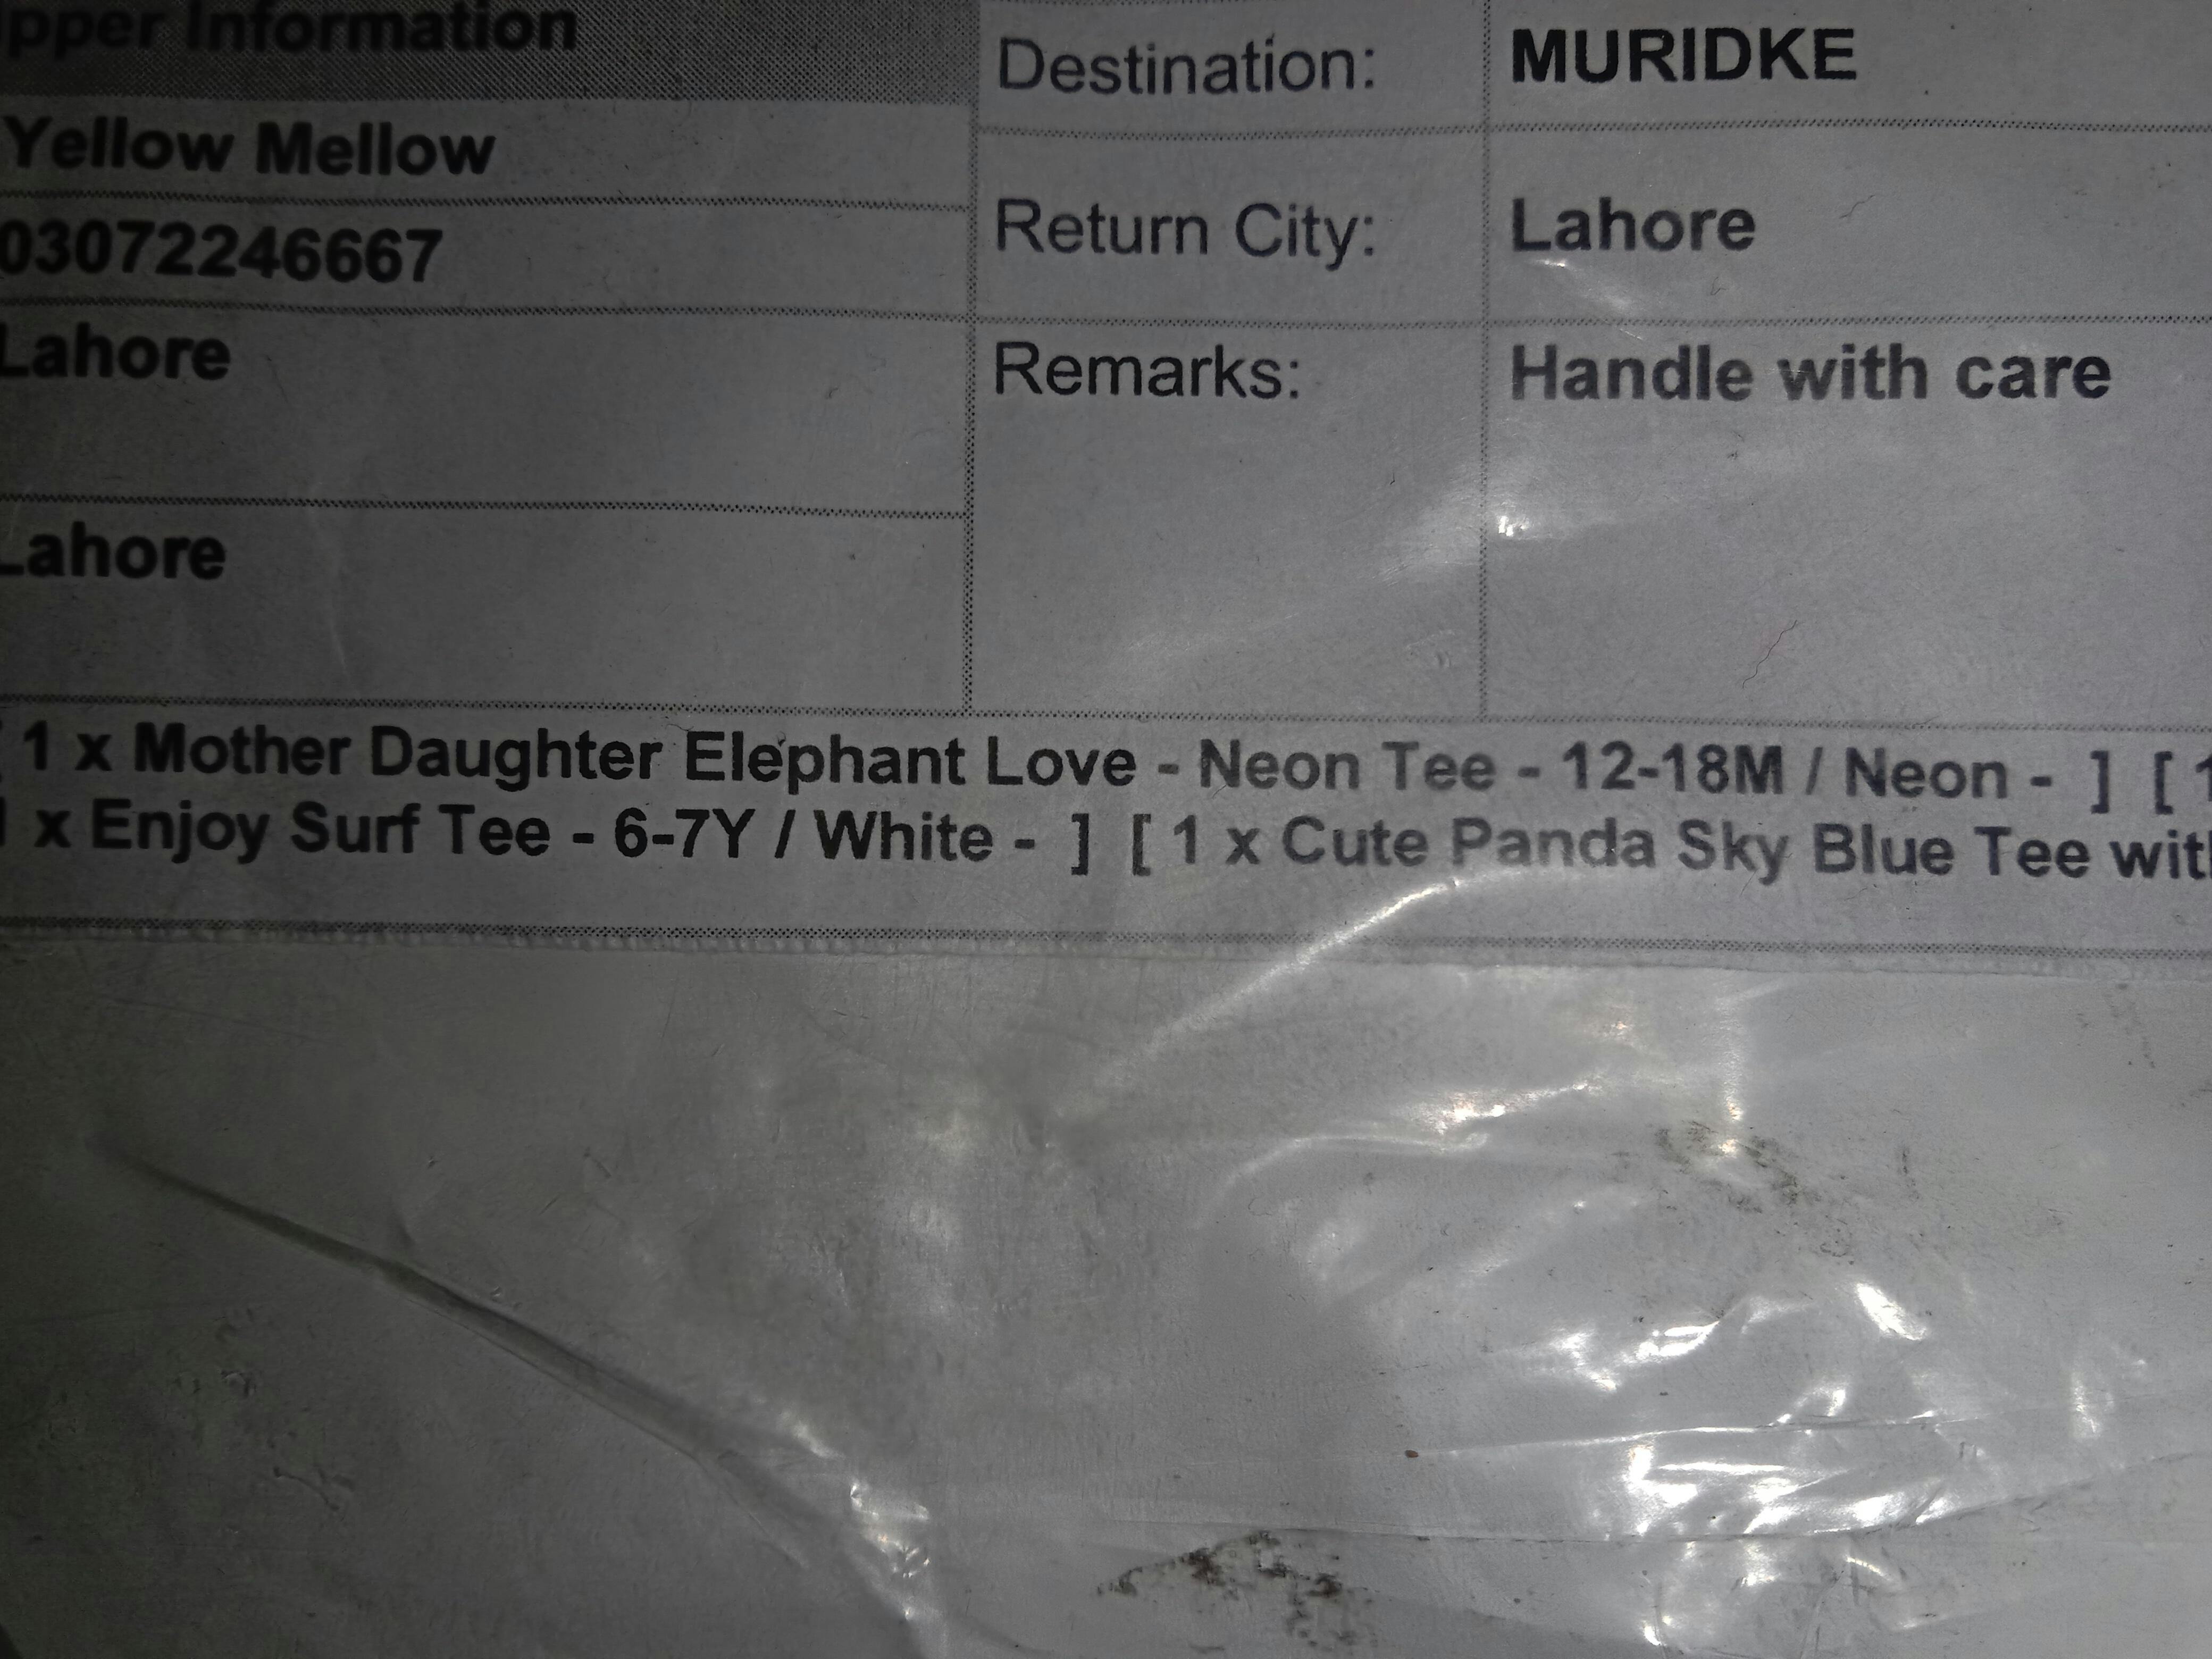 pper Information
Yellow Mellow
03072246667
Lahore
Lahore
Destination: MURIDKE
Return City: Lahore
Remarks: Handle with care
1 x Mother Daughter Elephant Love - Neon Tee - 12-18M / Neon - ] [ 1
x Enjoy Surf Tee - 6-7Y / White - ] [ 1 x Cute Panda Sky Blue Tee with